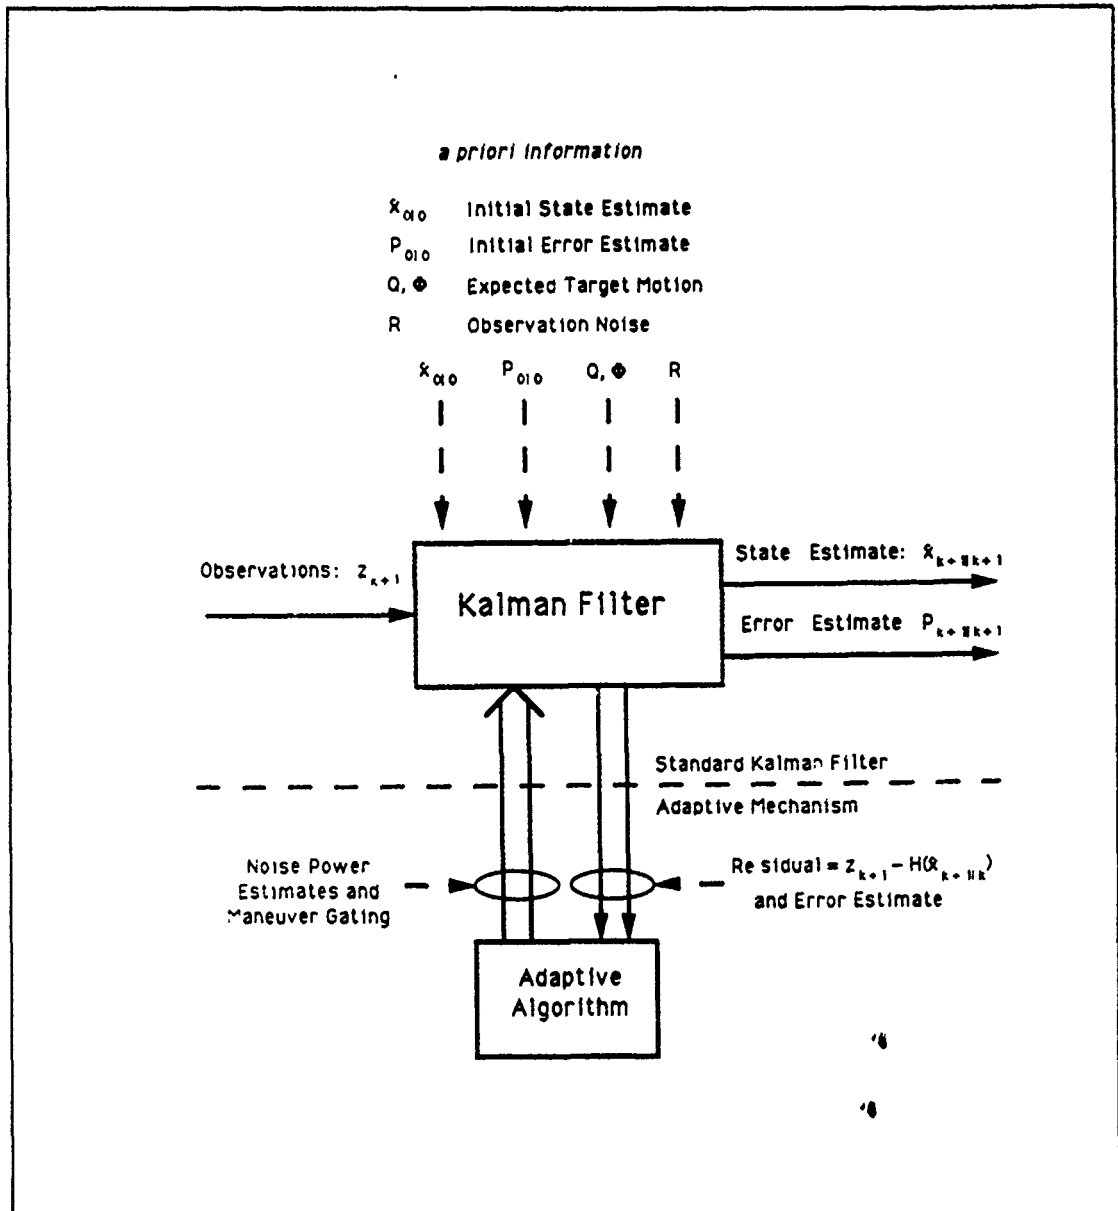 a priori information
x̂₀|₀ Initial State Estimate
P₀|₀ Initial Error Estimate
Q, Φ Expected Target Motion
R Observation Noise
x̂₀|₀ P₀|₀ Q, Φ R
Observations: zₖ₊₁
Kalman Filter
State Estimate: x̂ₖ₊₁|ₖ₊₁
Error Estimate Pₖ₊₁|ₖ₊₁
Standard Kalman Filter
Adaptive Mechanism
Noise Power
Estimates and
Maneuver Gating
Residual = zₖ₊₁ - H(x̂ₖ₊₁|ₖ)
and Error Estimate
Adaptive
Algorithm